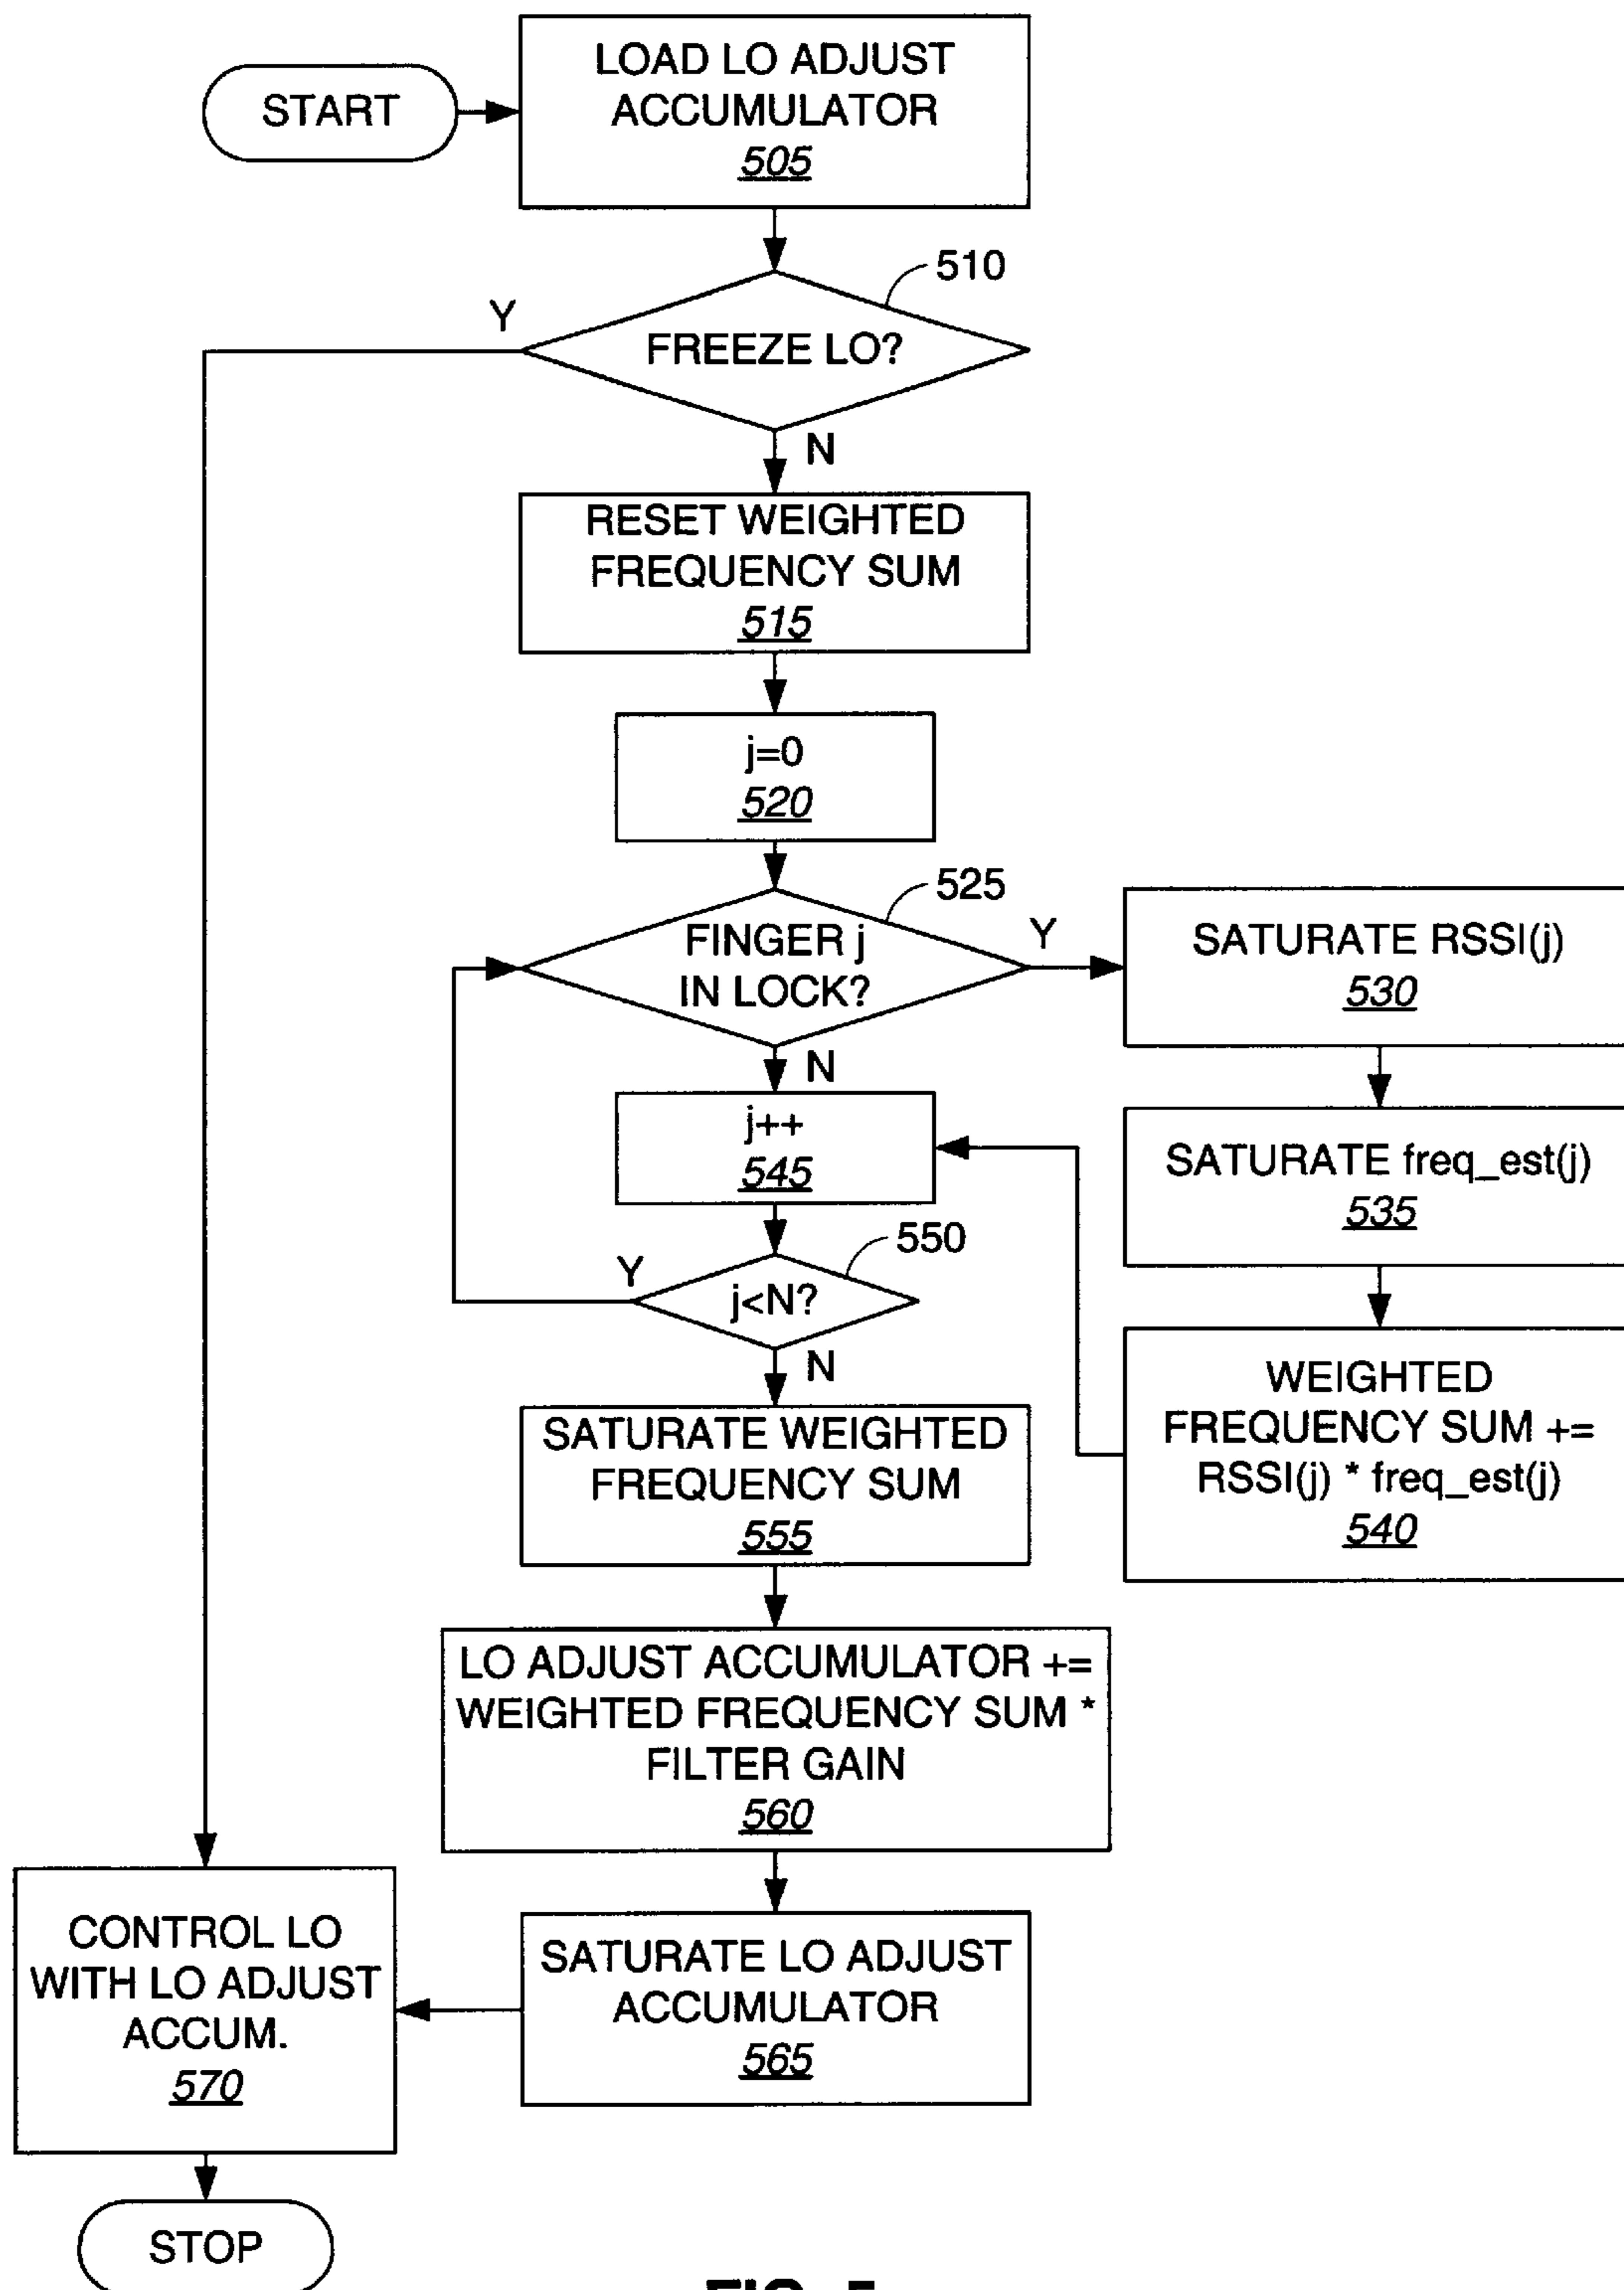 START
LOAD LO ADJUST
ACCUMULATOR
505
510
FREEZE LO?
Y
N
RESET WEIGHTED
FREQUENCY SUM
515
j=0
520
525
FINGER j
IN LOCK?
Y
N
SATURATE RSSI(j)
530
SATURATE freq_est(j)
535
WEIGHTED
FREQUENCY SUM +=
RSSI(j) * freq_est(j)
540
j++
545
550
j<N?
Y
N
SATURATE WEIGHTED
FREQUENCY SUM
555
LO ADJUST ACCUMULATOR +=
WEIGHTED FREQUENCY SUM *
FILTER GAIN
560
SATURATE LO ADJUST
ACCUMULATOR
565
CONTROL LO
WITH LO ADJUST
ACCUM.
570
STOP
FIG. 5